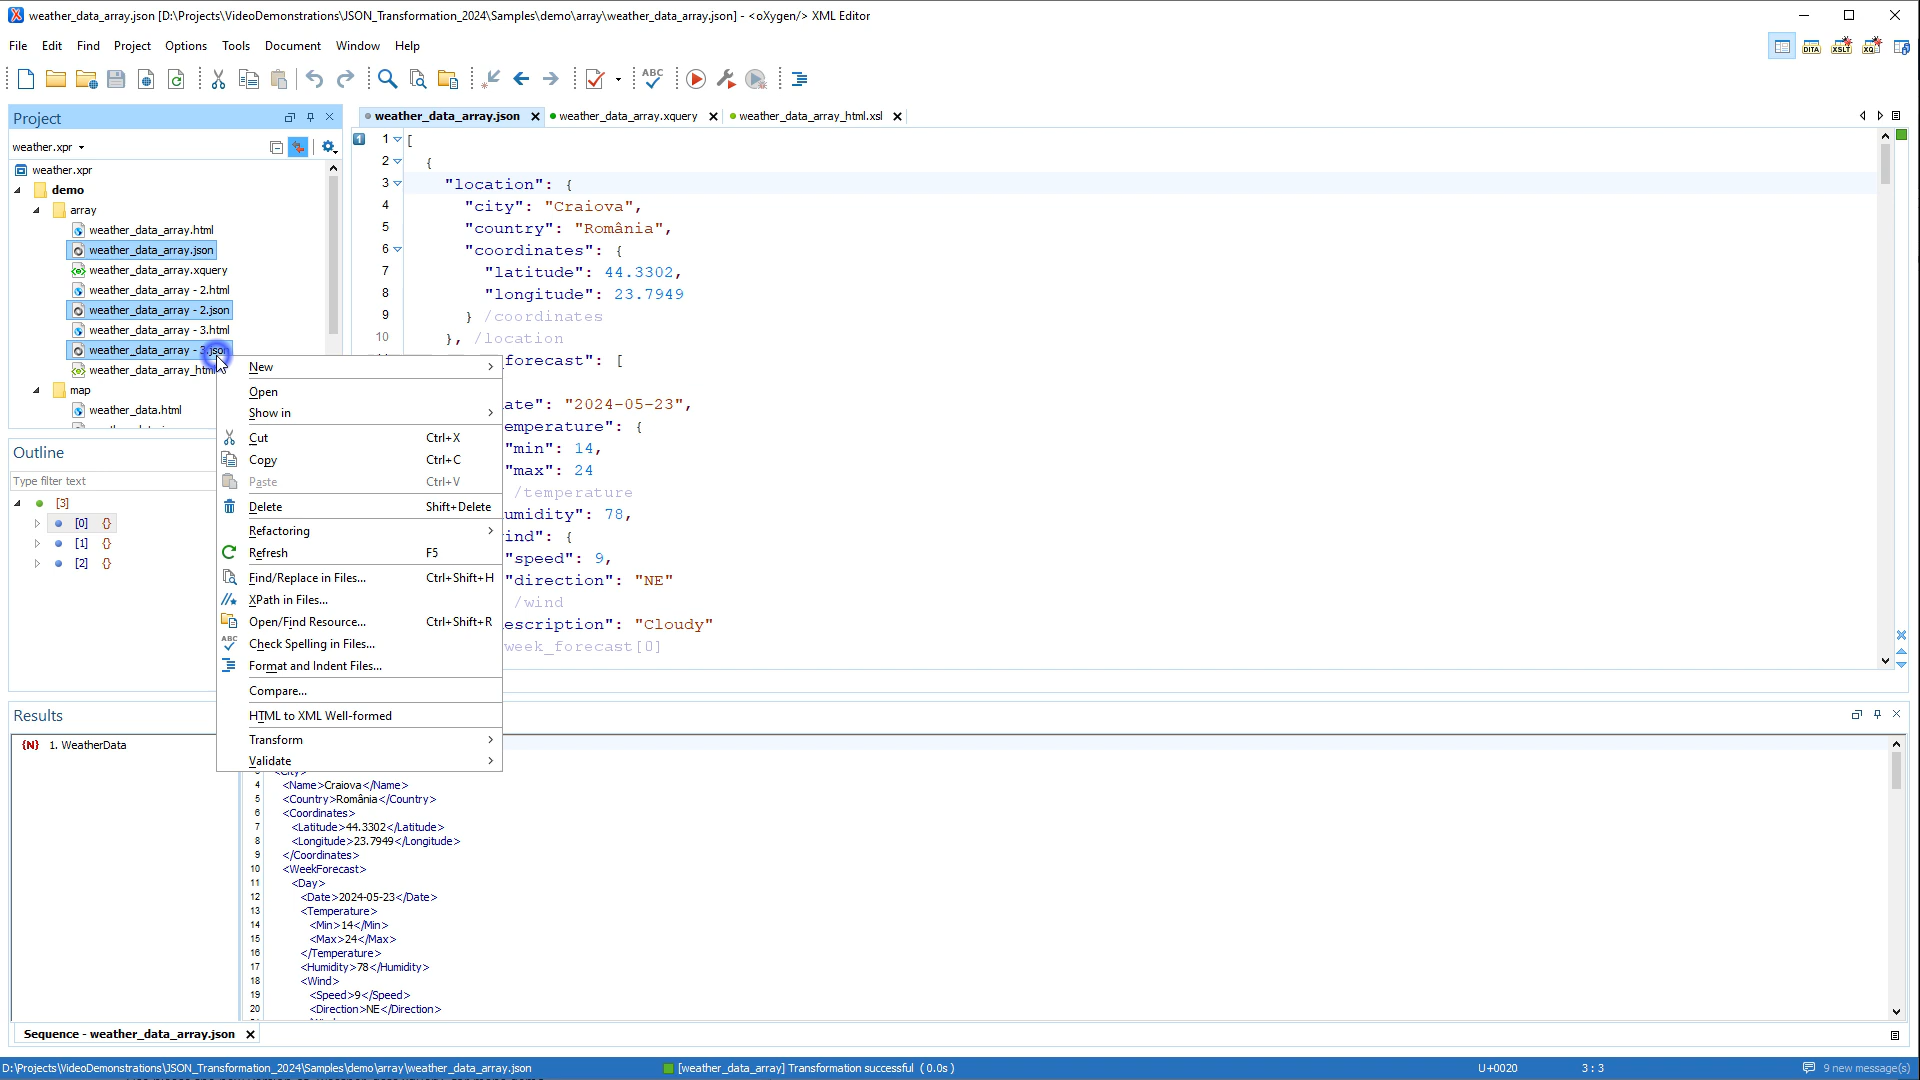 weather_data_array.json [D:\Projects\VideoDemonstrations\JSON_Transformation_2024\Samples\demo\array\weather_data_array.json] - <oXygen/> XML Editor
File Edit Find Project Options Tools Document Window Help
DITA XSLT XQ
ABC
Project
weather.xpr
weather.xpr
demo
array
weather_data_array.html
weather_data_array.json
weather_data_array.xquery
weather_data_array - 2.html
weather_data_array - 2.json
weather_data_array - 3.html
weather_data_array - 3.json
weather_data_array_html
map
weather_data.html
Outline
Type filter text
[3]
[0] {}
[1] {}
[2] {}
weather_data_array.json weather_data_array.xquery weather_data_array_html.xsl
1
1 [
2 {
3 "location": {
4 "city": "Craiova",
5 "country": "România",
6 "coordinates": {
7 "latitude": 44.3302,
8 "longitude": 23.7949
9 } /coordinates
10 }, /location
forecast": [
ate": "2024-05-23",
emperature": {
"min": 14,
"max": 24
/temperature
umidity": 78,
ind": {
"speed": 9,
"direction": "NE"
/wind
escription": "Cloudy"
week_forecast[0]
New
Open
Show in
Cut Ctrl+X
Copy Ctrl+C
Paste Ctrl+V
Delete Shift+Delete
Refactoring
Refresh F5
Find/Replace in Files... Ctrl+Shift+H
XPath in Files...
Open/Find Resource... Ctrl+Shift+R
ABC Check Spelling in Files...
Format and Indent Files...
Compare...
HTML to XML Well-formed
Transform
Validate
Results
{N} 1. WeatherData
3 <City>
4 <Name>Craiova</Name>
5 <Country>România</Country>
6 <Coordinates>
7 <Latitude>44.3302</Latitude>
8 <Longitude>23.7949</Longitude>
9 </Coordinates>
10 <WeekForecast>
11 <Day>
12 <Date>2024-05-23</Date>
13 <Temperature>
14 <Min>14</Min>
15 <Max>24</Max>
16 </Temperature>
17 <Humidity>78</Humidity>
18 <Wind>
19 <Speed>9</Speed>
20 <Direction>NE</Direction>
Sequence - weather_data_array.json
D:\Projects\VideoDemonstrations\JSON_Transformation_2024\Samples\demo\array\weather_data_array.json [weather_data_array] Transformation successful (0.0s) U+0020 3:3 9 new message(s)